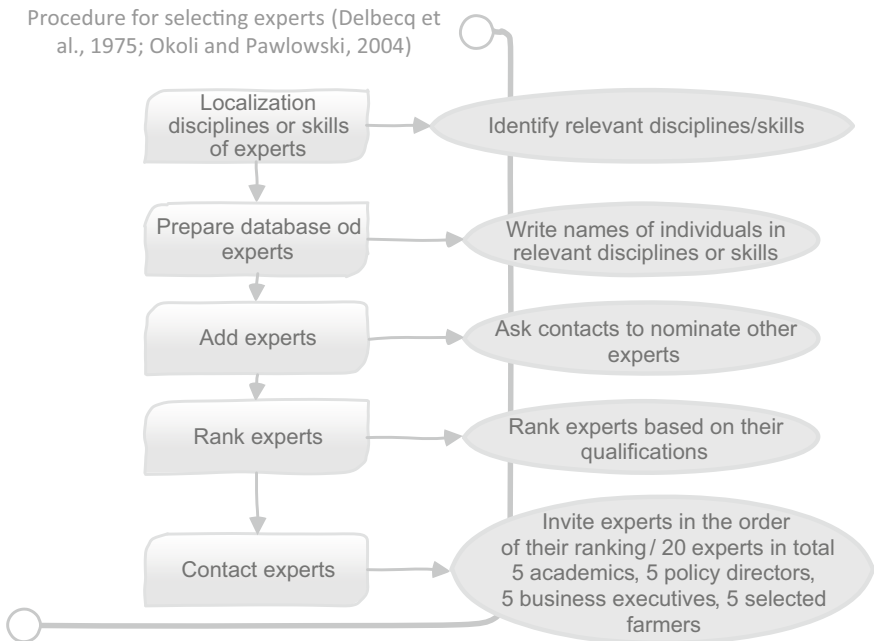 Procedure for selecting experts (Delbecq et
al., 1975; Okoli and Pawlowski, 2004)
Localization
disciplines or skills
of experts
Identify relevant disciplines/skills
Prepare database od
experts
Write names of individuals in
relevant disciplines or skills
Add experts
Ask contacts to nominate other
experts
Rank experts
Rank experts based on their
qualifications
Contact experts
Invite experts in the order
of their ranking / 20 experts in total
5 academics, 5 policy directors,
5 business executives, 5 selected
farmers